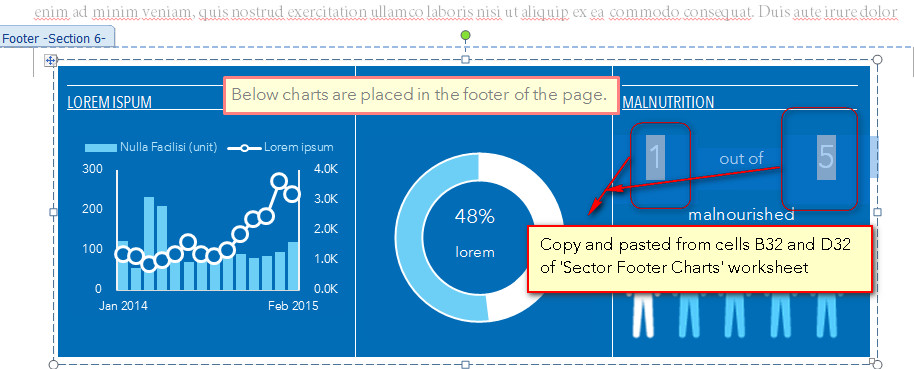 enim ad minim veniam, quis nostrud exercitation ullamco laboris nisi ut aliquip ex ea commodo consequat. Duis aute irure dolor
Footer -Section 6-
Below charts are placed in the footer of the page.
LOREM ISPUM
MALNUTRITION
Nulla Facilisi (unit) Lorem ipsum
300 4.0K
200 3.0K
2.0K
100 1.0K
0 0.0K
Jan 2014 Feb 2015
48%
lorem
1 out of 5
malnourished
Copy and pasted from cells B32 and D32
of 'Sector Footer Charts' worksheet